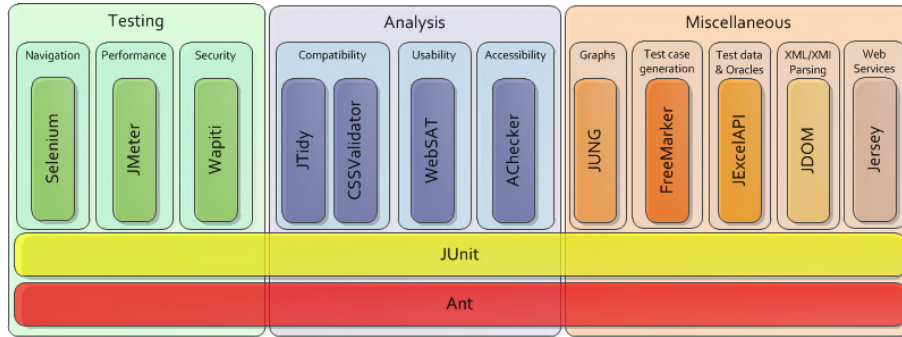 Testing
Analysis
Miscellaneous
Navigation
Performance
Security
Compatibility
Usability
Accessibility
Graphs
Test case
generation
Test data
& Oracles
XML/XMI
Parsing
Web
Services
Selenium
JMeter
Wapiti
JTidy
CSSValidator
WebSAT
AChecker
JUNG
FreeMarker
JExcelAPI
JDOM
Jersey
JUnit
Ant